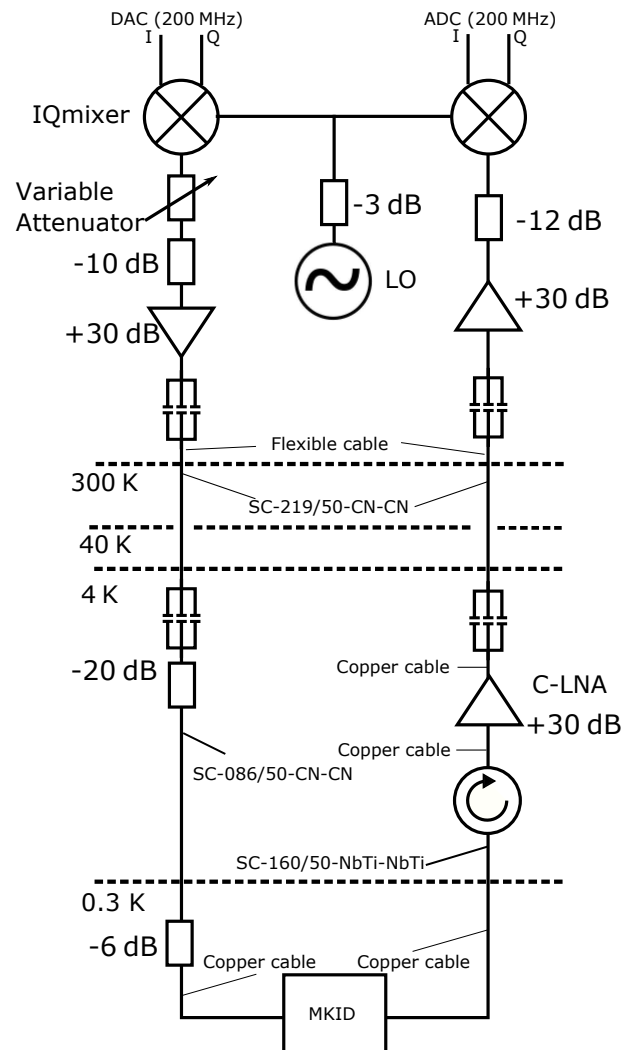 DAC (200 MHz)
I Q
ADC (200 MHz)
I Q
IQmixer
Variable
Attenuator
-3 dB
-12 dB
-10 dB
LO
+30 dB
+30 dB
Flexible cable
300 K
SC-219/50-CN-CN
40 K
4 K
-20 dB
Copper cable
C-LNA
+30 dB
Copper cable
SC-086/50-CN-CN
SC-160/50-NbTi-NbTi
0.3 K
-6 dB
Copper cable
Copper cable
MKID